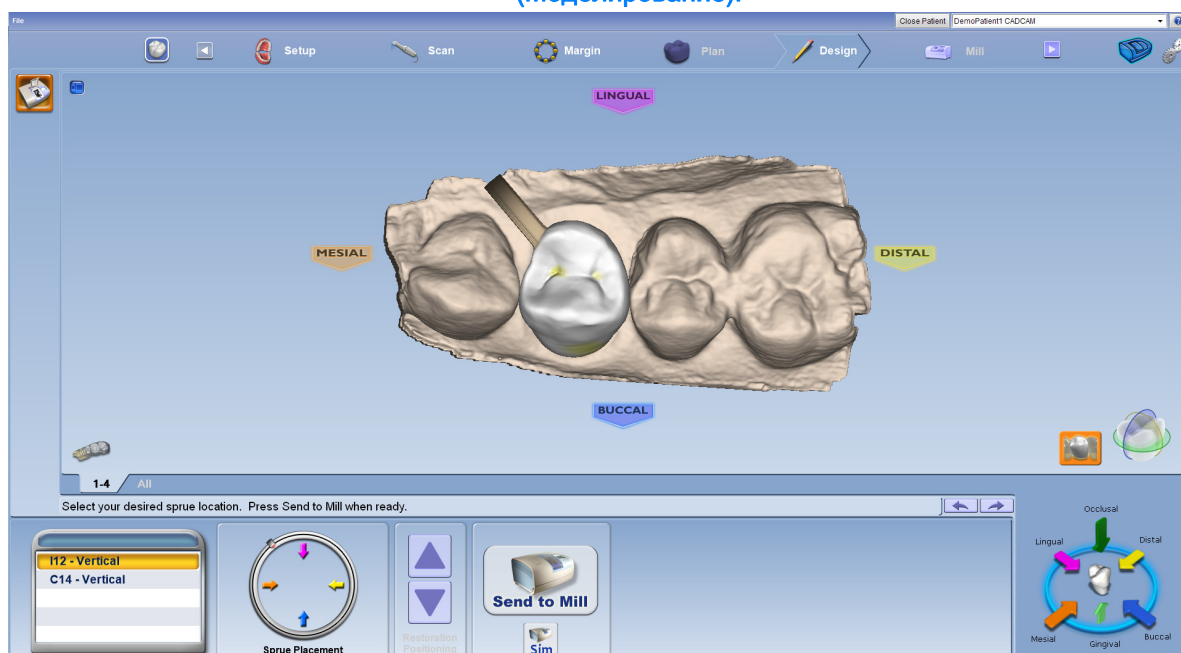 (Моделирование).
File
Close Patient
DemoPatient1 CADCAM
Setup
Scan
Margin
Plan
Design
Mill
LINGUAL
MESIAL
DISTAL
BUCCAL
1-4
All
Select your desired sprue location. Press Send to Mill when ready.
I12 - Vertical
C14 - Vertical
Sprue Placement
Restoration
Positioning
Send to Mill
Sim
Occlusal
Lingual
Distal
Mesial
Buccal
Gingival